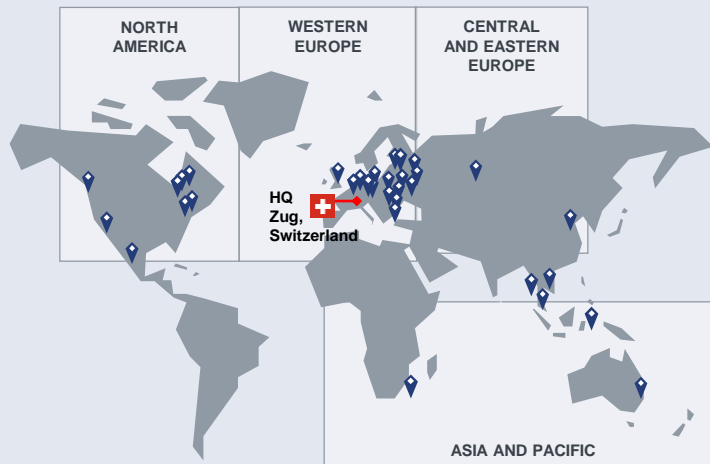 NORTH
AMERICA
WESTERN
EUROPE
CENTRAL
AND EASTERN
EUROPE
HQ
Zug,
Switzerland
ASIA AND PACIFIC